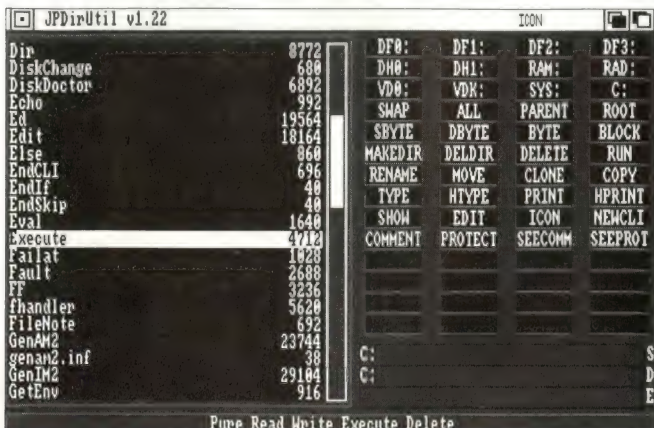 JPDirUtil v1.22 ICON
Dir 8772
DiskChange 680
DiskDoctor 6892
Echo 992
Ed 19564
Edit 18164
Else 860
EndCLI 696
EndIf 40
EndSkip 40
Eval 1640
Execute 4712
Failat 1028
Fault 2688
FF 3236
fhandler 5620
FileNote 692
GenAM2 23744
genam2.inf 38
GenIM2 29104
GetEnv 916
DF0: DF1: DF2: DF3:
DH0: DH1: RAM: RAD:
VD0: VDK: SYS: C:
SWAP ALL PARENT ROOT
SBYTE DBYTE BYTE BLOCK
MAKEDIR DELDIR DELETE RUN
RENAME MOVE CLONE COPY
TYPE HTYPE PRINT HPRINT
SHOW EDIT ICON NEWCLI
COMMENT PROTECT SEECOMM SEEPROT
C: S
C: D
E
Pure Read Write Execute Delete